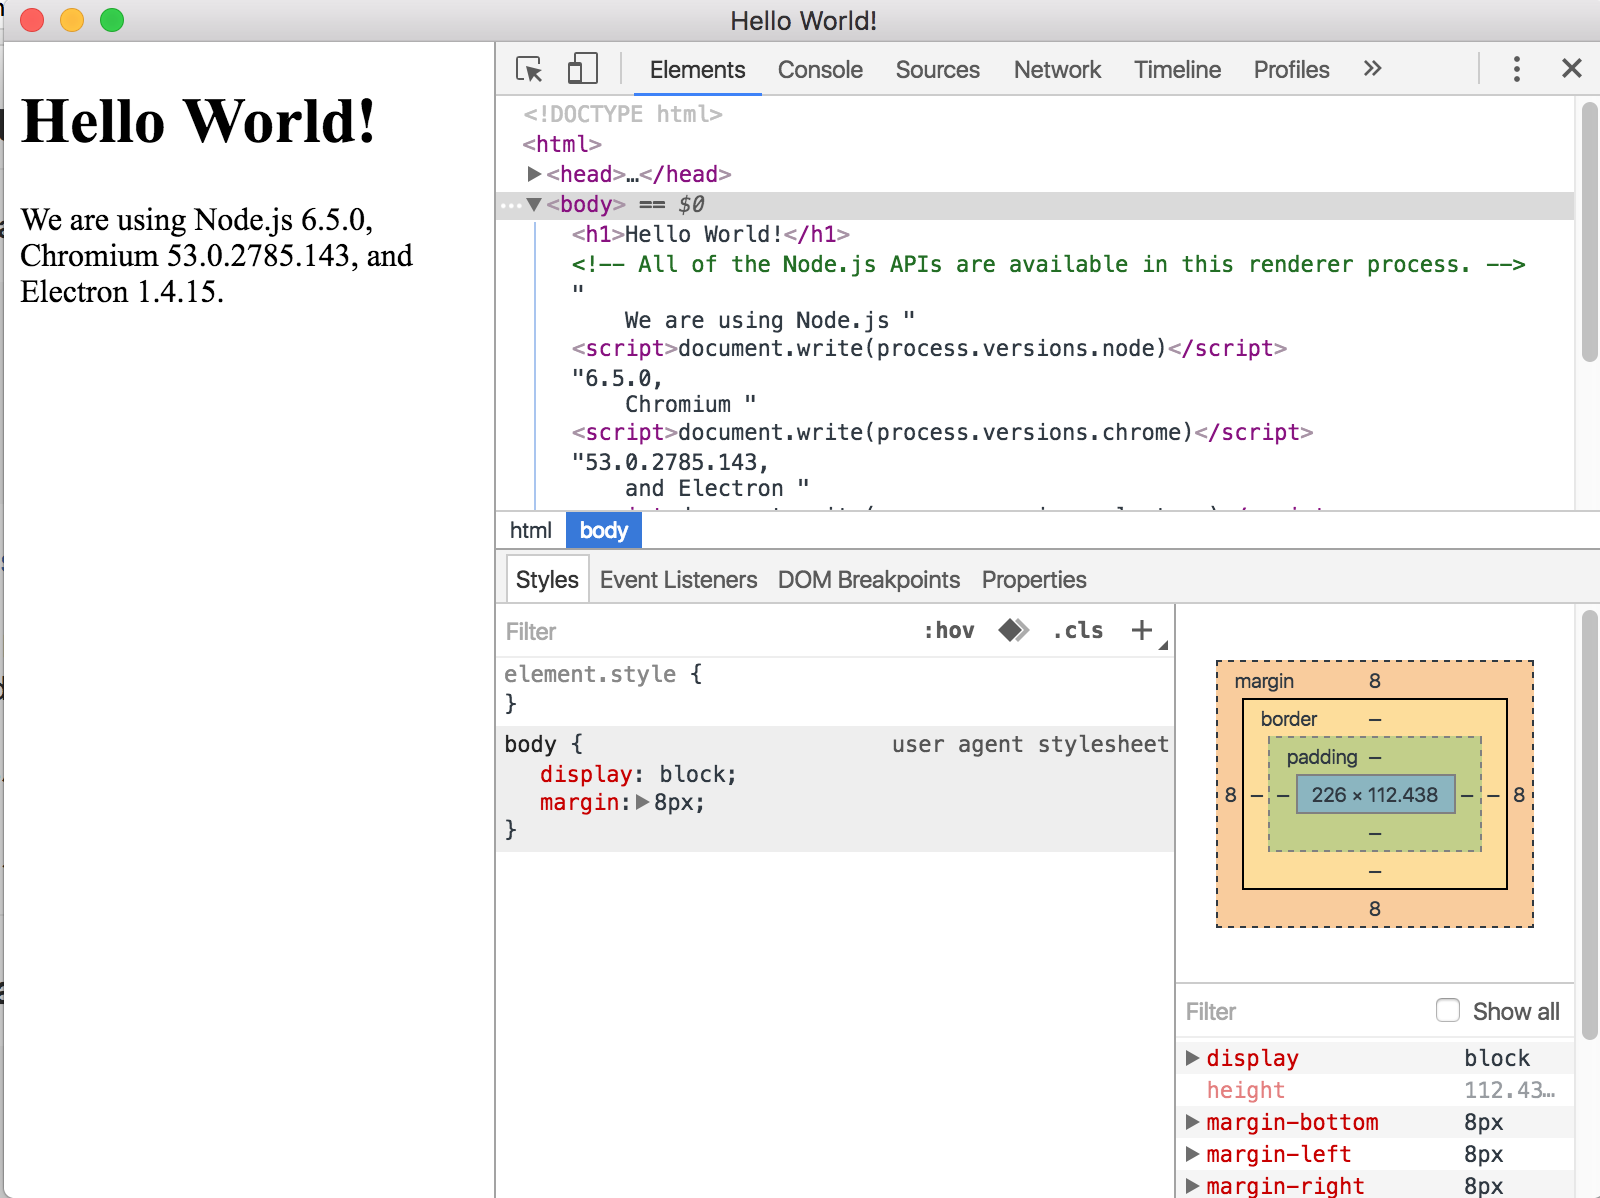 Hello World!
Hello World!
We are using Node.js 6.5.0,
Chromium 53.0.2785.143, and
Electron 1.4.15.
Elements Console Sources Network Timeline Profiles »
<!DOCTYPE html>
<html>
▶<head>…</head>
…▼<body> == $0
<h1>Hello World!</h1>
<!-- All of the Node.js APIs are available in this renderer process. -->
"
We are using Node.js "
<script>document.write(process.versions.node)</script>
"6.5.0,
Chromium "
<script>document.write(process.versions.chrome)</script>
"53.0.2785.143,
and Electron "
html body
Styles Event Listeners DOM Breakpoints Properties
Filter :hov .cls +
element.style {
}
body { user agent stylesheet
display: block;
margin:▶8px;
}
margin 8
border –
padding –
8 – – 226 × 112.438 – – 8
–
–
8
Filter Show all
▶display block
height 112.43…
▶margin-bottom 8px
▶margin-left 8px
▶margin-right 8px